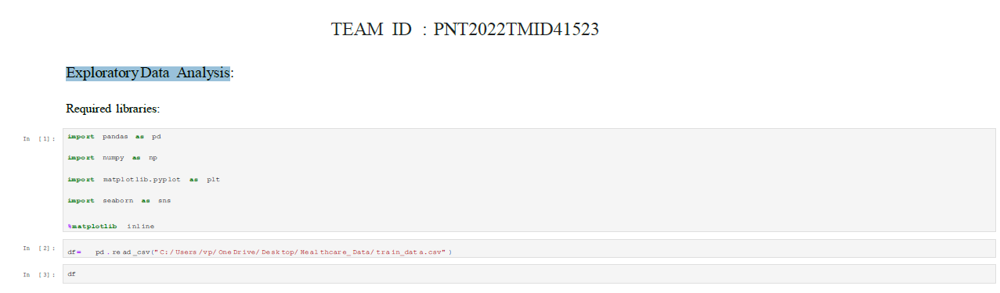 TEAM ID : PNT2022TMID41523
Exploratory Data Analysis:
Required libraries:
In [1]:
import pandas as pd
import numpy as np
import matplotlib.pyplot as plt
import seaborn as sns
%matplotlib inline
In [2]: df= pd.read_csv("C:/Users/vp/OneDrive/Desktop/Healthcare_Data/train_data.csv")
In [3]: df